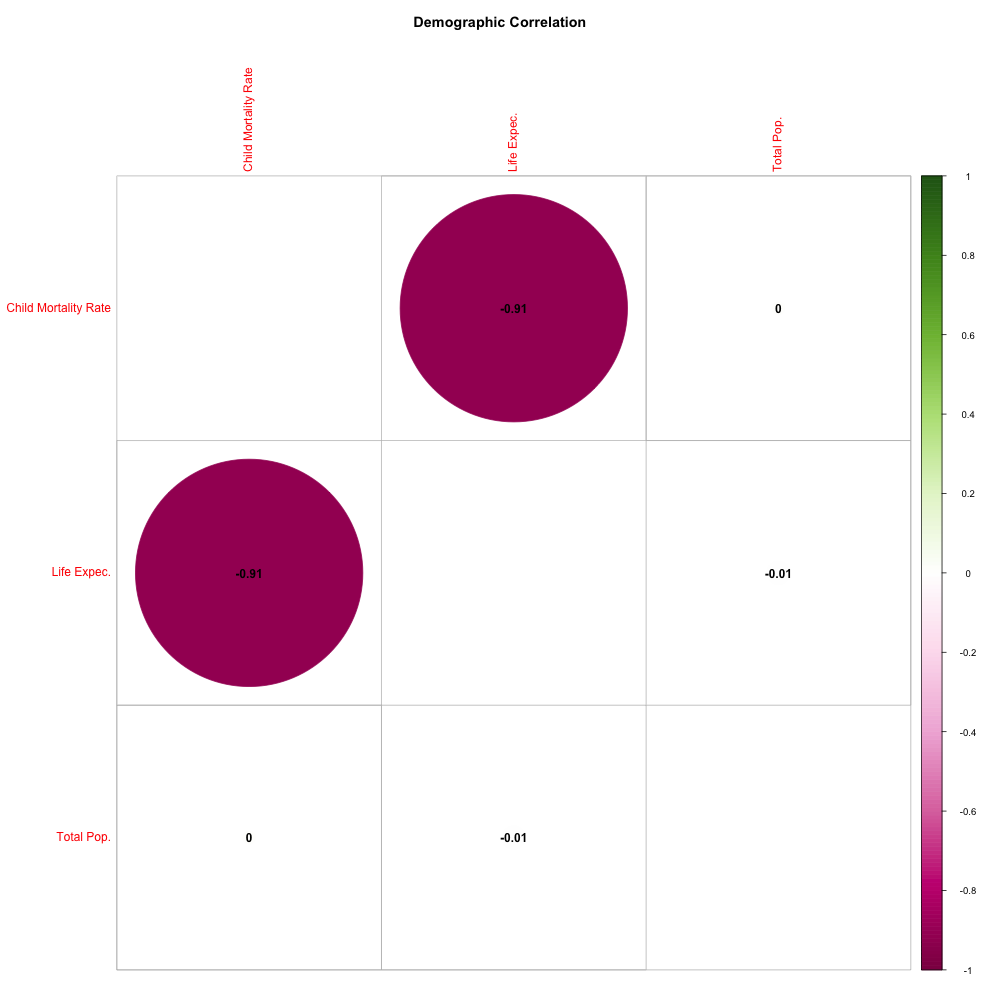 Demographic Correlation
Child Mortality Rate
Life Expec.
Total Pop.
Child Mortality Rate
-0.91
0
Life Expec.
-0.91
-0.01
Total Pop.
0
-0.01
1
0.8
0.6
0.4
0.2
0
-0.2
-0.4
-0.6
-0.8
-1